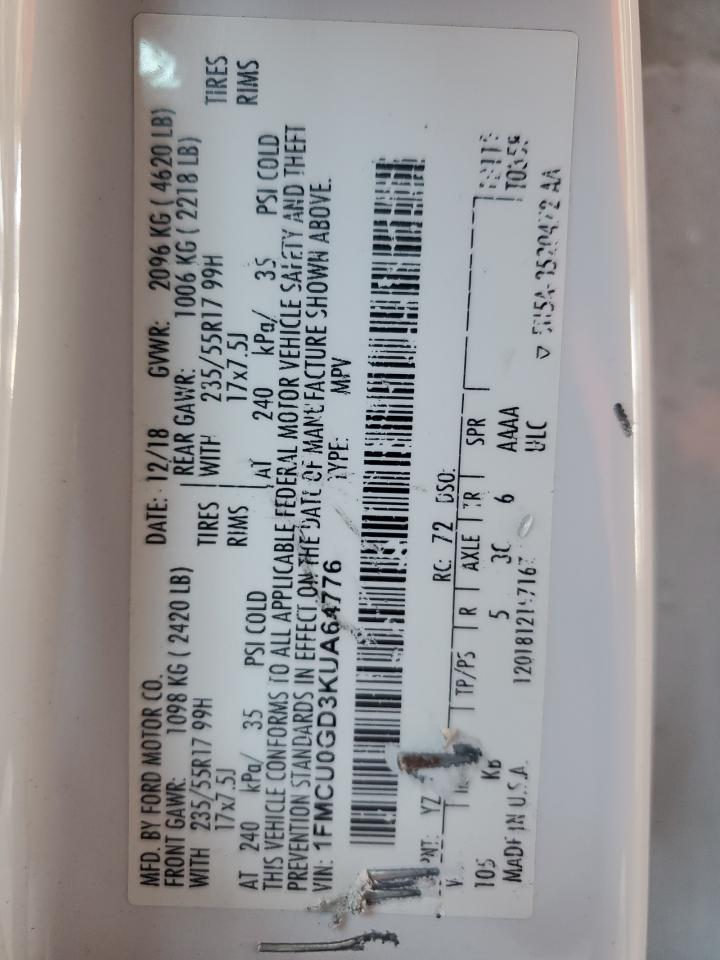 MFD. BY FORD MOTOR CO. DATE: 12/18 GVWR: 2096 KG ( 4620 LB)
FRONT GAWR: 1098 KG ( 2420 LB) REAR GAWR: 1006 KG ( 2218 LB)
WITH 235/55R17 99H TIRES WITH 235/55R17 99H TIRES
17x7.5J RIMS 17x7.5J RIMS
AT 240 kPa/ 35 PSI COLD AT 240 kPa/ 35 PSI COLD
THIS VEHICLE CONFORMS TO ALL APPLICABLE FEDERAL MOTOR VEHICLE SAFETY AND THEFT
PREVENTION STANDARDS IN EFFECT ON THE DATE OF MANUFACTURE SHOWN ABOVE.
VIN: 1FMCU0GD3KUA64776 TYPE: MPV
YZ RC: 72 DSO:
TP/PS R AXLE TR SPR
105 K6 5 3C 6 AAAA
MADE IN U.S.A. ULC